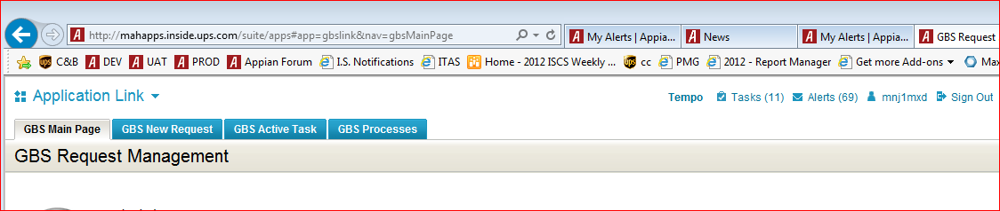 http://mahapps.inside.ups.com/suite/apps#app=gbslink&nav=gbsMainPage My Alerts | Appia... News My Alerts | Appia... GBS Request
C&B DEV UAT PROD Appian Forum I.S. Notifications ITAS Home - 2012 ISCS Weekly ... cc PMG 2012 - Report Manager Get more Add-ons Max
Application Link Tempo Tasks (11) Alerts (69) mnj1mxd Sign Out
GBS Main Page GBS New Request GBS Active Task GBS Processes
GBS Request Management